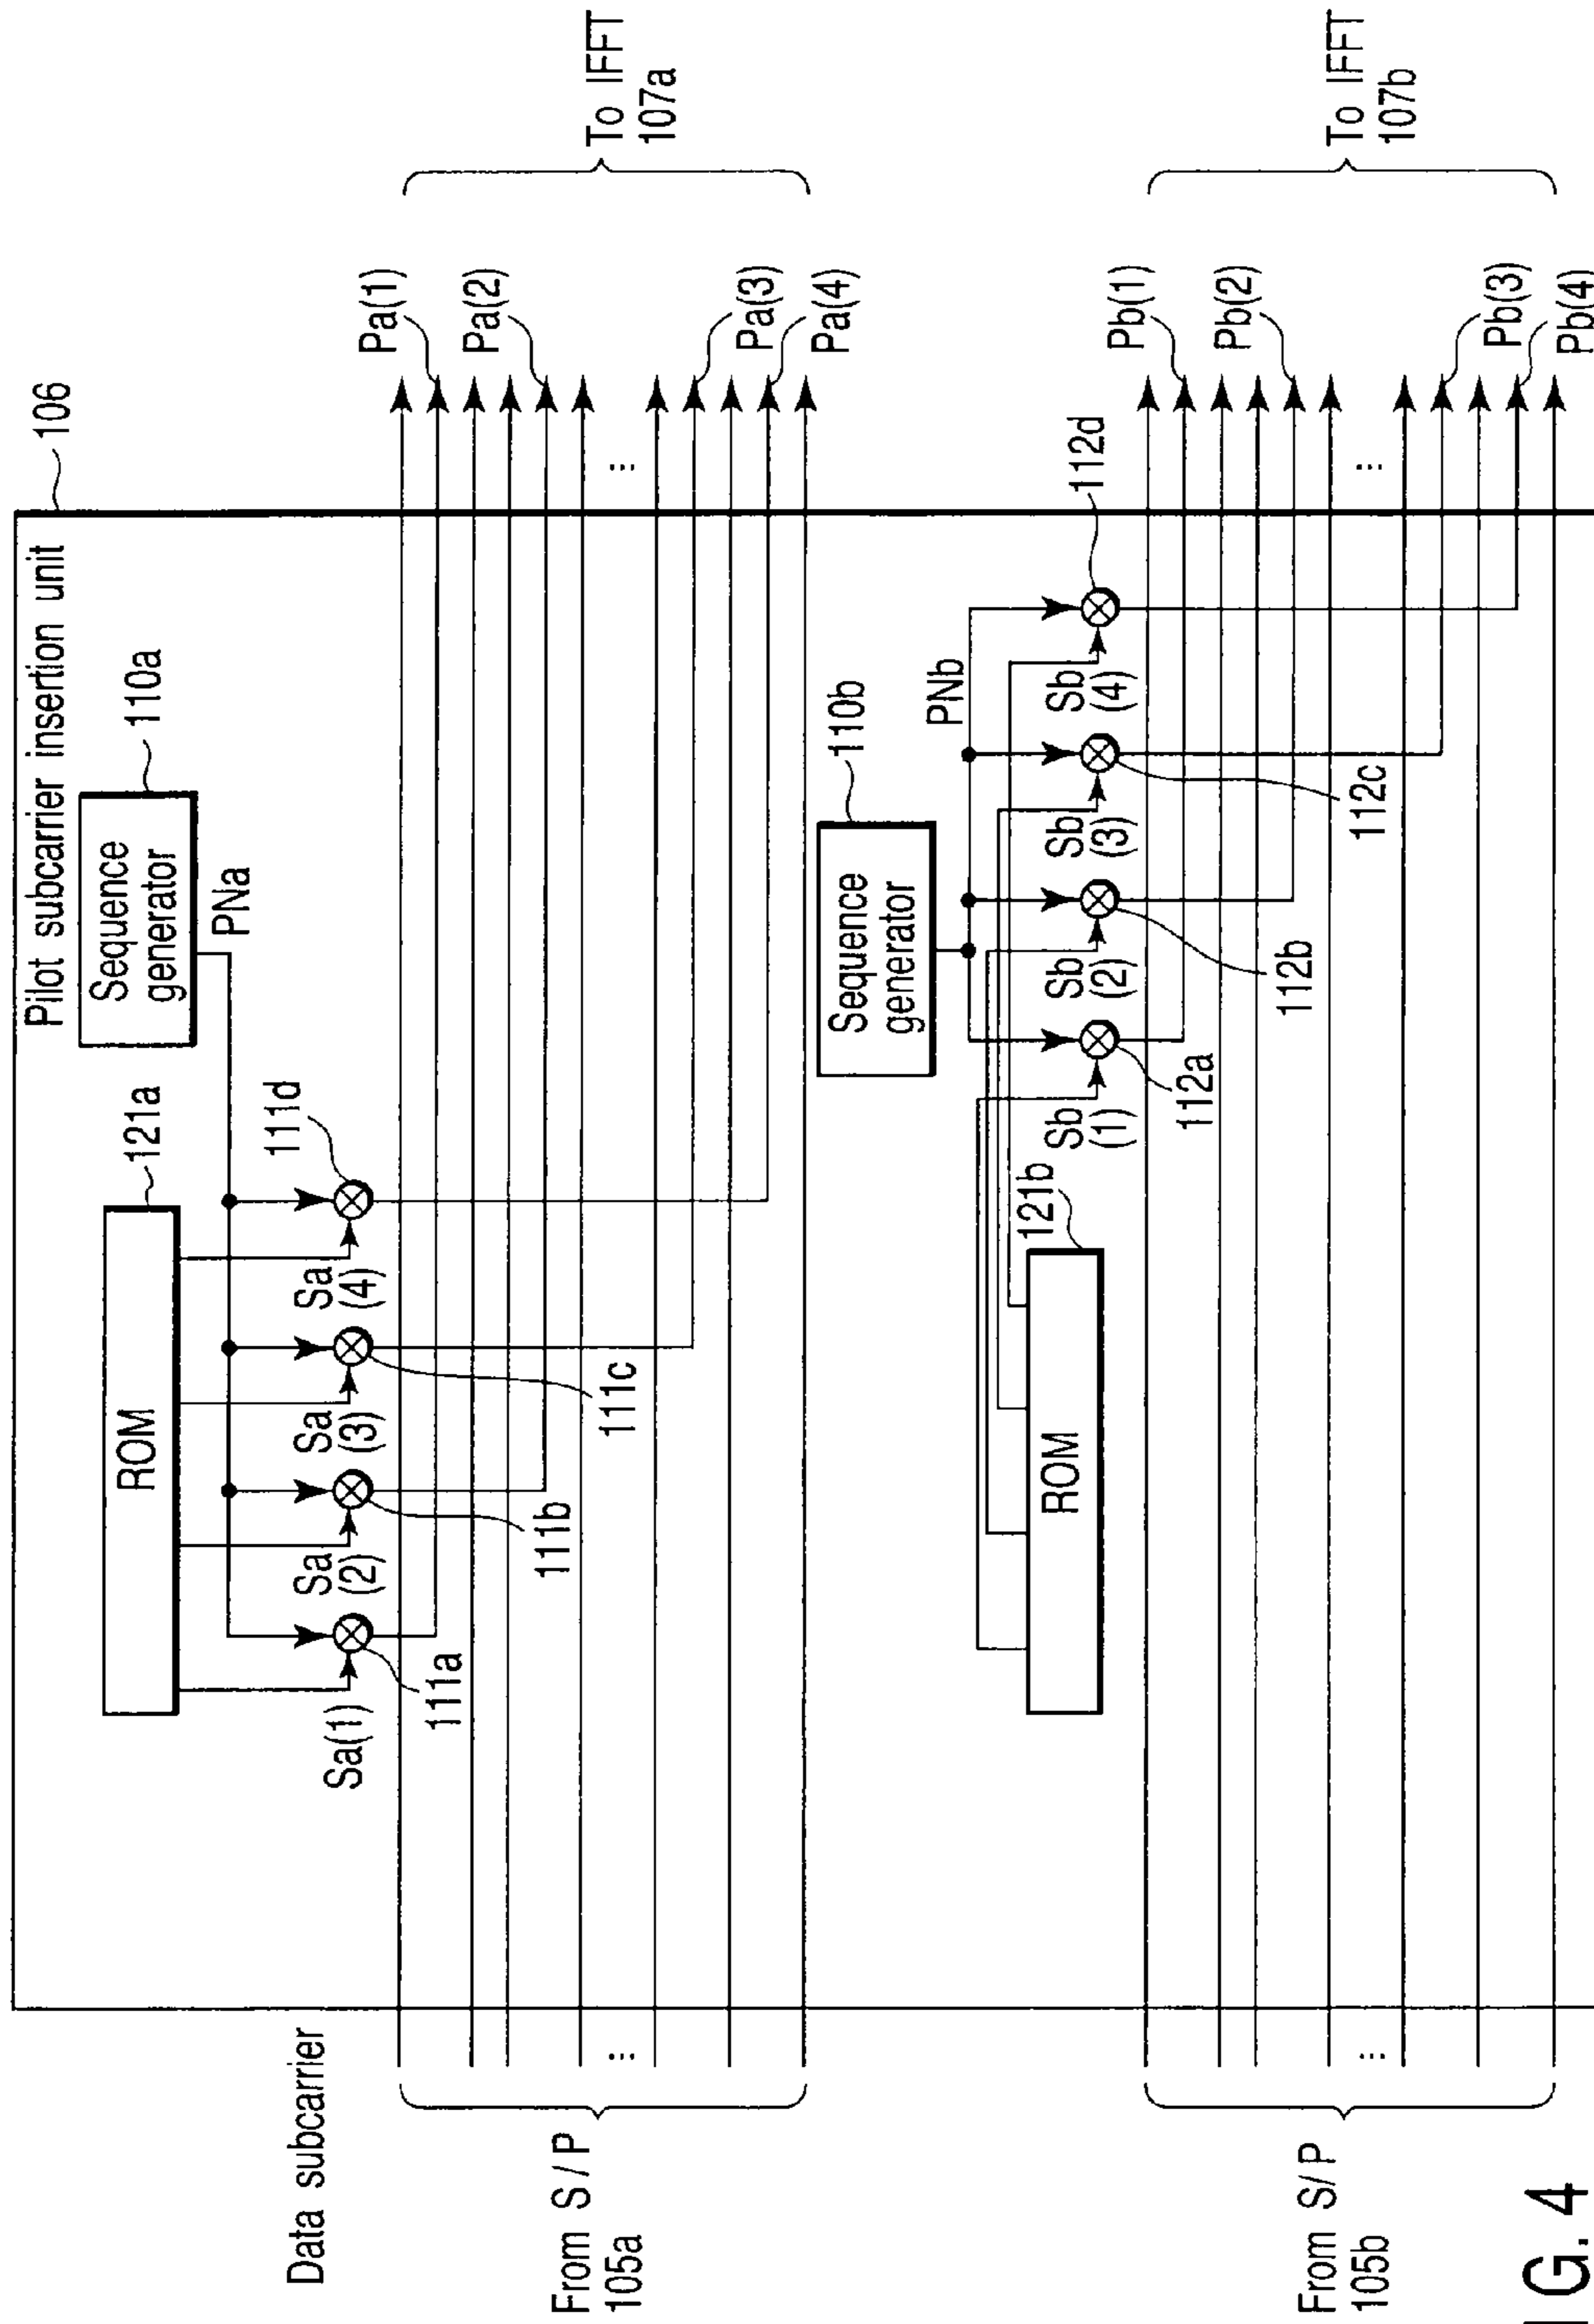 Pilot subcarrier insertion unit
106
Sequence
generator
110a
PNa
ROM
121a
Sa(1)
Sa
(2)
Sa
(3)
Sa
(4)
111a
111b
111c
111d
Data subcarrier
From S/P
105a
...
...
Pa(1)
Pa(2)
Pa(3)
Pa(4)
To IFFT
107a
Sequence
generator
110b
PNb
ROM
121b
Sb
(1)
Sb
(2)
Sb
(3)
Sb
(4)
112a
112b
112c
112d
From S/P
105b
...
...
Pb(1)
Pb(2)
Pb(3)
Pb(4)
To IFFT
107b
G. 4